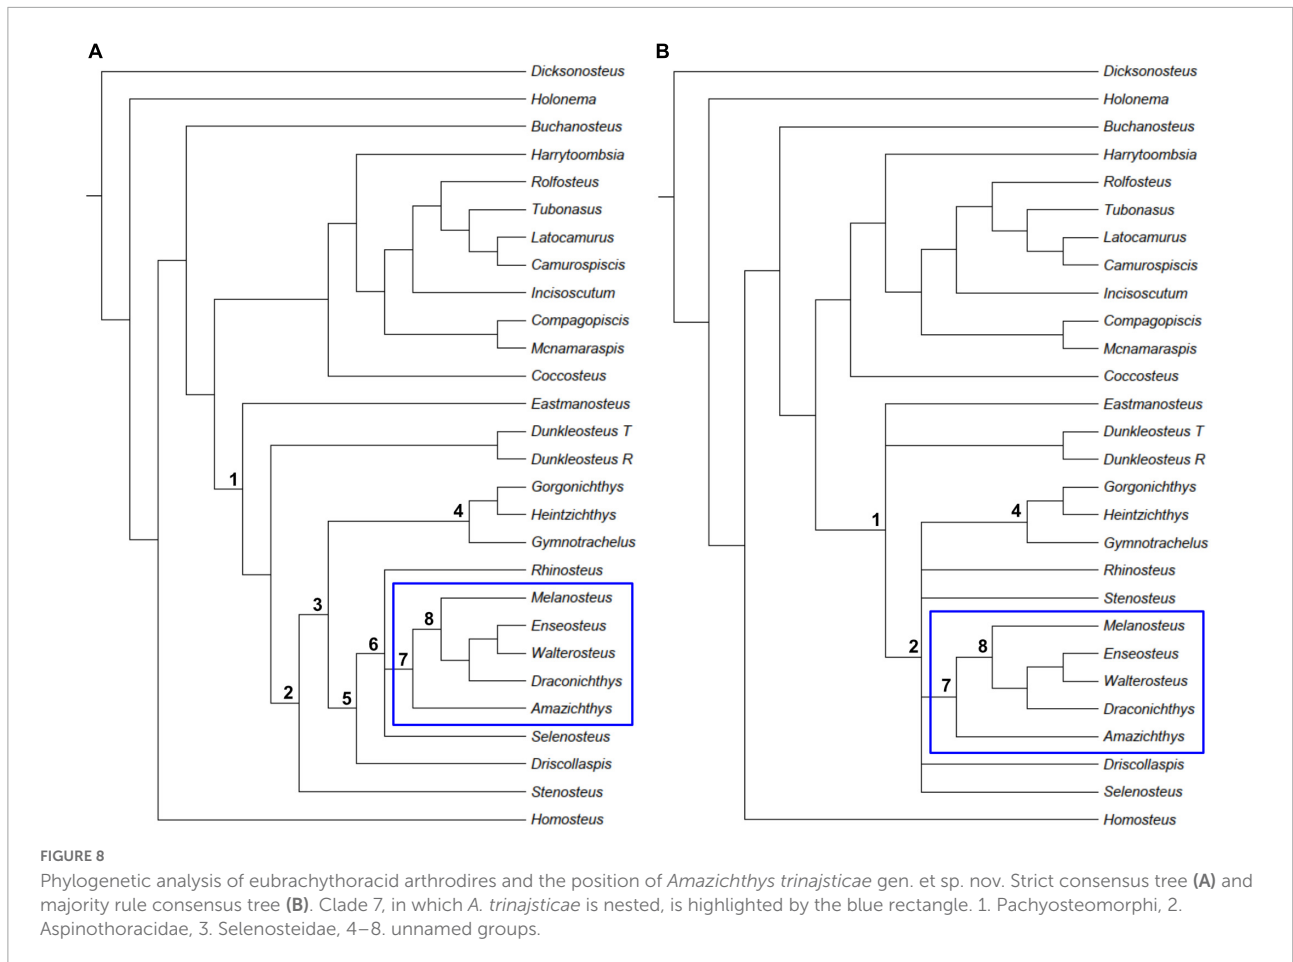 A
Dicksonosteus
Holonema
Buchanosteus
Harrytoombsia
Rolfosteus
Tubonasus
Latocamurus
Camurospiscis
Incisoscutum
Compagopiscis
Mcnamaraspis
Coccosteus
Eastmanosteus
Dunkleosteus T
Dunkleosteus R
1
Gorgonichthys
4
Heintzichthys
Gymnotrachelus
Rhinosteus
3
Melanosteus
8
Enseosteus
6
Walterosteus
7
Draconichthys
2
5
Amazichthys
Selenosteus
Driscollaspis
Stenosteus
Homosteus
B
Dicksonosteus
Holonema
Buchanosteus
Harrytoombsia
Rolfosteus
Tubonasus
Latocamurus
Camurospiscis
Incisoscutum
Compagopiscis
Mcnamaraspis
Coccosteus
Eastmanosteus
Dunkleosteus T
Dunkleosteus R
Gorgonichthys
4
Heintzichthys
1
Gymnotrachelus
Rhinosteus
Stenosteus
Melanosteus
2
8
Enseosteus
Walterosteus
7
Draconichthys
Amazichthys
Driscollaspis
Selenosteus
Homosteus
FIGURE 8
Phylogenetic analysis of eubrachythoracid arthrodires and the position of Amazichthys trinajsticae gen. et sp. nov. Strict consensus tree (A) and
majority rule consensus tree (B). Clade 7, in which A. trinajsticae is nested, is highlighted by the blue rectangle. 1. Pachyosteomorphi, 2.
Aspinothoracidae, 3. Selenosteidae, 4–8. unnamed groups.